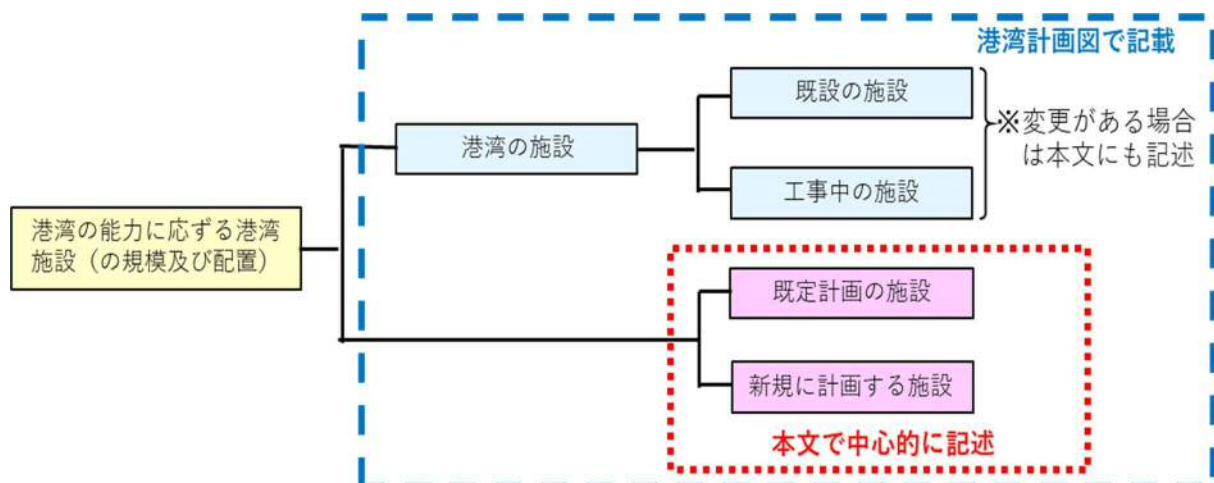 港湾計画図で記載
既設の施設
港湾の施設
※変更がある場合
は本文にも記述
工事中の施設
港湾の能力に応ずる港湾
施設（の規模及び配置）
既定計画の施設
新規に計画する施設
本文で中心的に記述